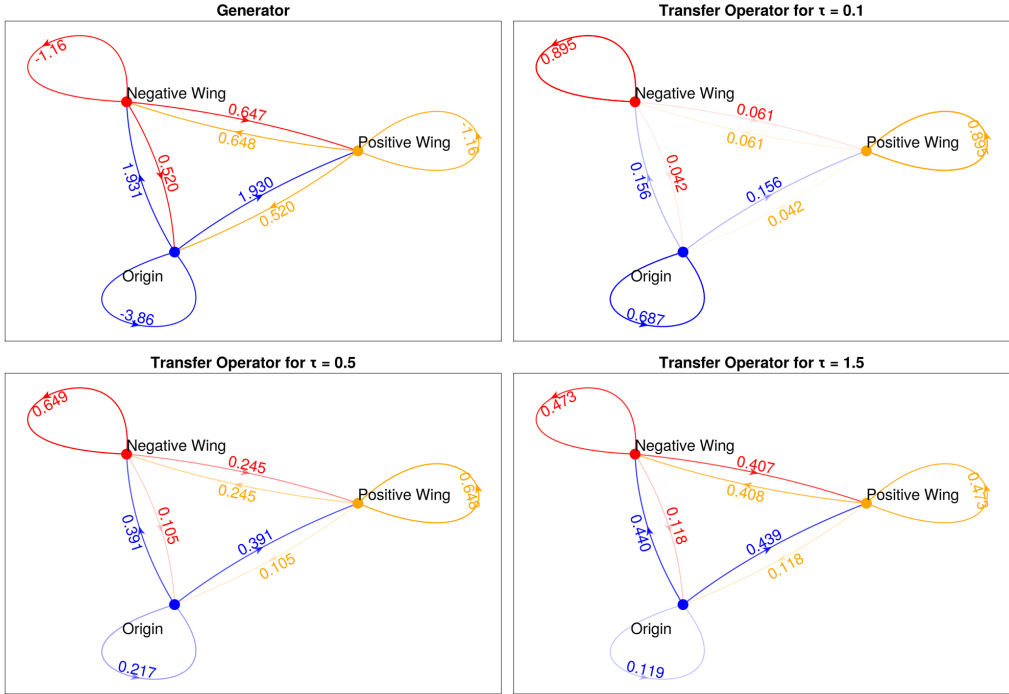 Generator
-1.16
Negative Wing
0.647
0.648
Positive Wing
-1.16
0.520
1.931
1.930
0.520
Origin
-3.86
Transfer Operator for τ = 0.1
0.895
Negative Wing
0.061
0.061
Positive Wing
0.895
0.042
0.156
0.156
0.042
Origin
0.687
Transfer Operator for τ = 0.5
0.649
Negative Wing
0.245
0.245
Positive Wing
0.648
0.105
0.391
0.391
0.105
Origin
0.217
Transfer Operator for τ = 1.5
0.473
Negative Wing
0.407
0.408
Positive Wing
0.473
0.118
0.440
0.439
0.118
Origin
0.119